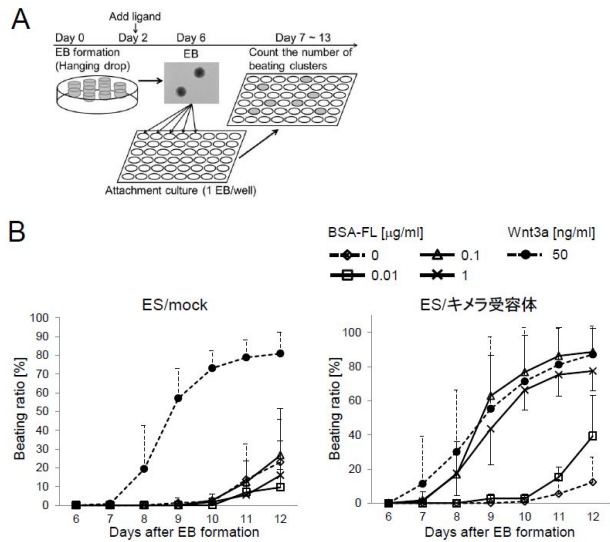 A
Add ligand
Day 0 Day 2 Day 6 Day 7 ~ 13
EB formation
(Hanging drop)
EB
Count the number of
beating clusters
Attachment culture (1 EB/well)
B
BSA-FL [μg/ml] Wnt3a [ng/ml]
0 0.1 50
0.01 1
ES/mock
Beating ratio [%]
100
90
80
70
60
50
40
30
20
10
0
6 7 8 9 10 11 12
Days after EB formation
ES/キメラ受容体
Beating ratio [%]
100
80
60
40
20
0
6 7 8 9 10 11 12
Days after EB formation